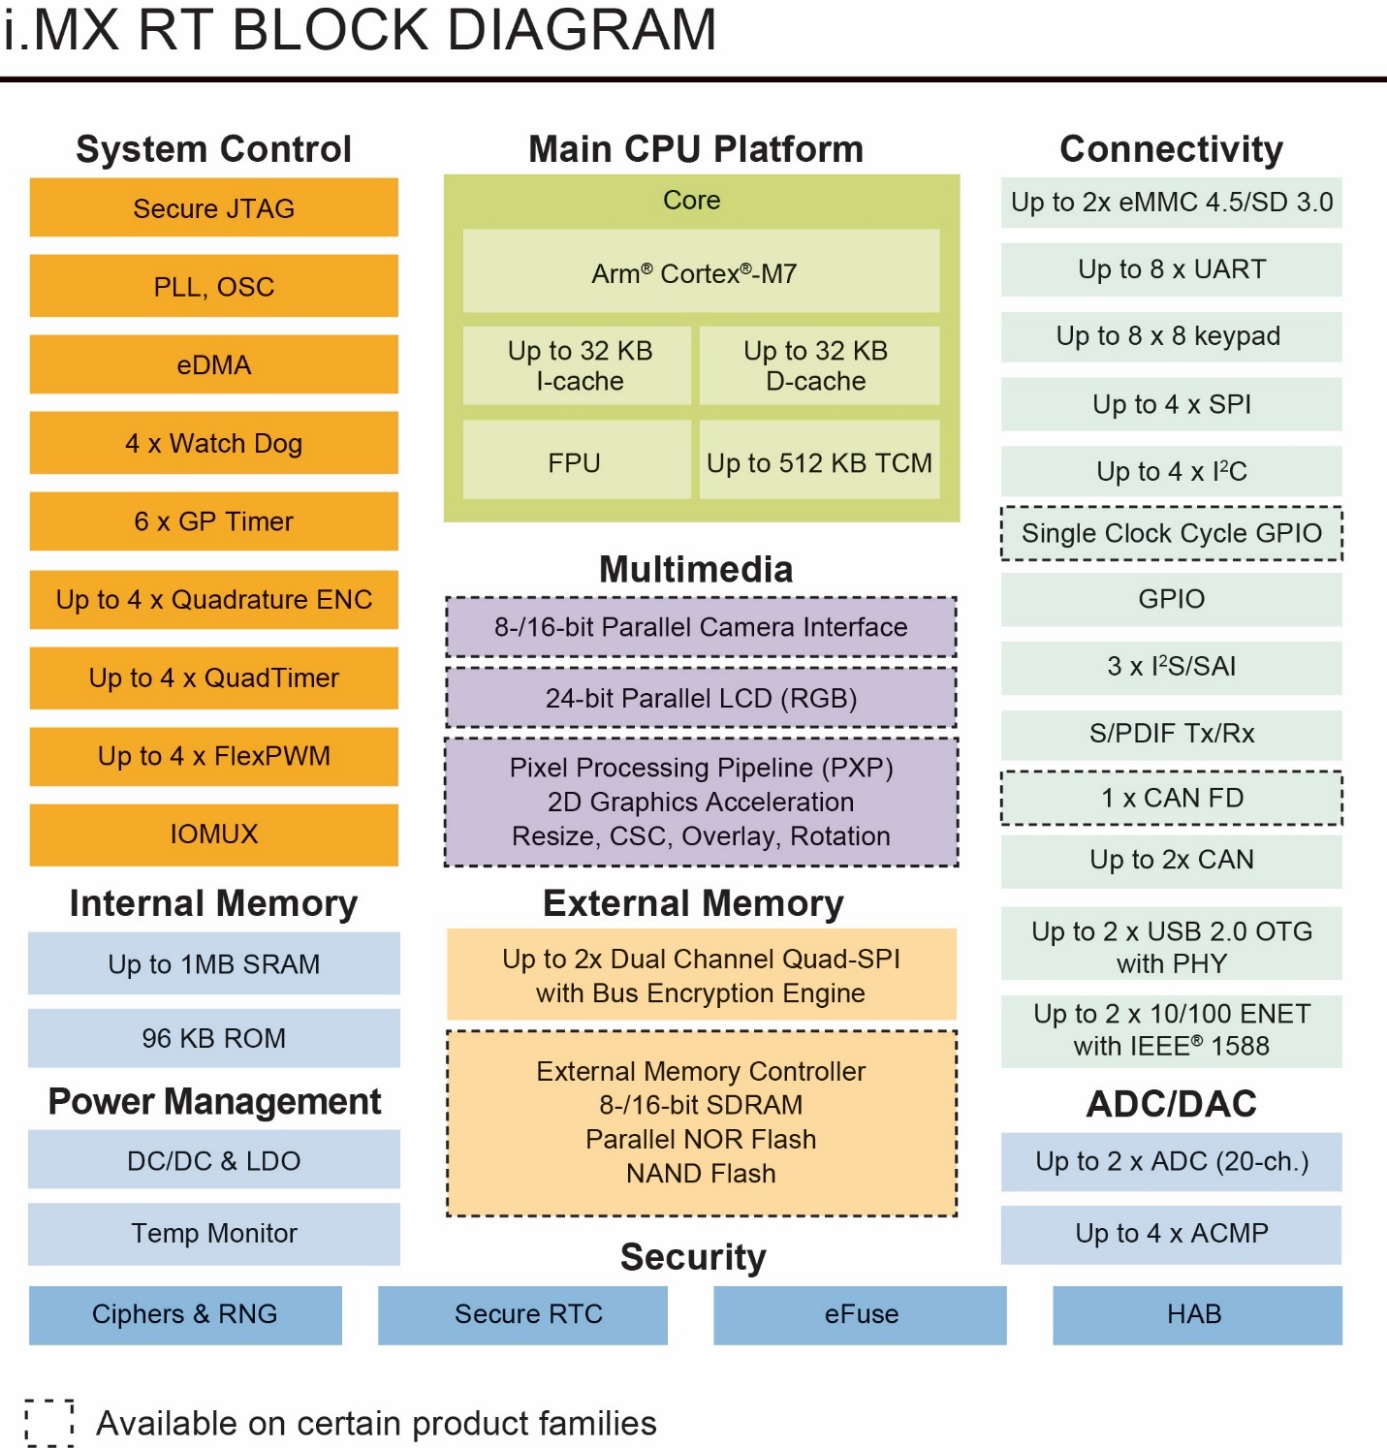 i.MX RT BLOCK DIAGRAM
System Control
Secure JTAG
PLL, OSC
eDMA
4 x Watch Dog
6 x GP Timer
Up to 4 x Quadrature ENC
Up to 4 x QuadTimer
Up to 4 x FlexPWM
IOMUX
Internal Memory
Up to 1MB SRAM
96 KB ROM
Power Management
DC/DC & LDO
Temp Monitor
Main CPU Platform
Core
Arm® Cortex®-M7
Up to 32 KB
I-cache
Up to 32 KB
D-cache
FPU
Up to 512 KB TCM
Multimedia
8-/16-bit Parallel Camera Interface
24-bit Parallel LCD (RGB)
Pixel Processing Pipeline (PXP)
2D Graphics Acceleration
Resize, CSC, Overlay, Rotation
External Memory
Up to 2x Dual Channel Quad-SPI
with Bus Encryption Engine
External Memory Controller
8-/16-bit SDRAM
Parallel NOR Flash
NAND Flash
Connectivity
Up to 2x eMMC 4.5/SD 3.0
Up to 8 x UART
Up to 8 x 8 keypad
Up to 4 x SPI
Up to 4 x I²C
Single Clock Cycle GPIO
GPIO
3 x I²S/SAI
S/PDIF Tx/Rx
1 x CAN FD
Up to 2x CAN
Up to 2 x USB 2.0 OTG
with PHY
Up to 2 x 10/100 ENET
with IEEE® 1588
ADC/DAC
Up to 2 x ADC (20-ch.)
Up to 4 x ACMP
Security
Ciphers & RNG
Secure RTC
eFuse
HAB
Available on certain product families